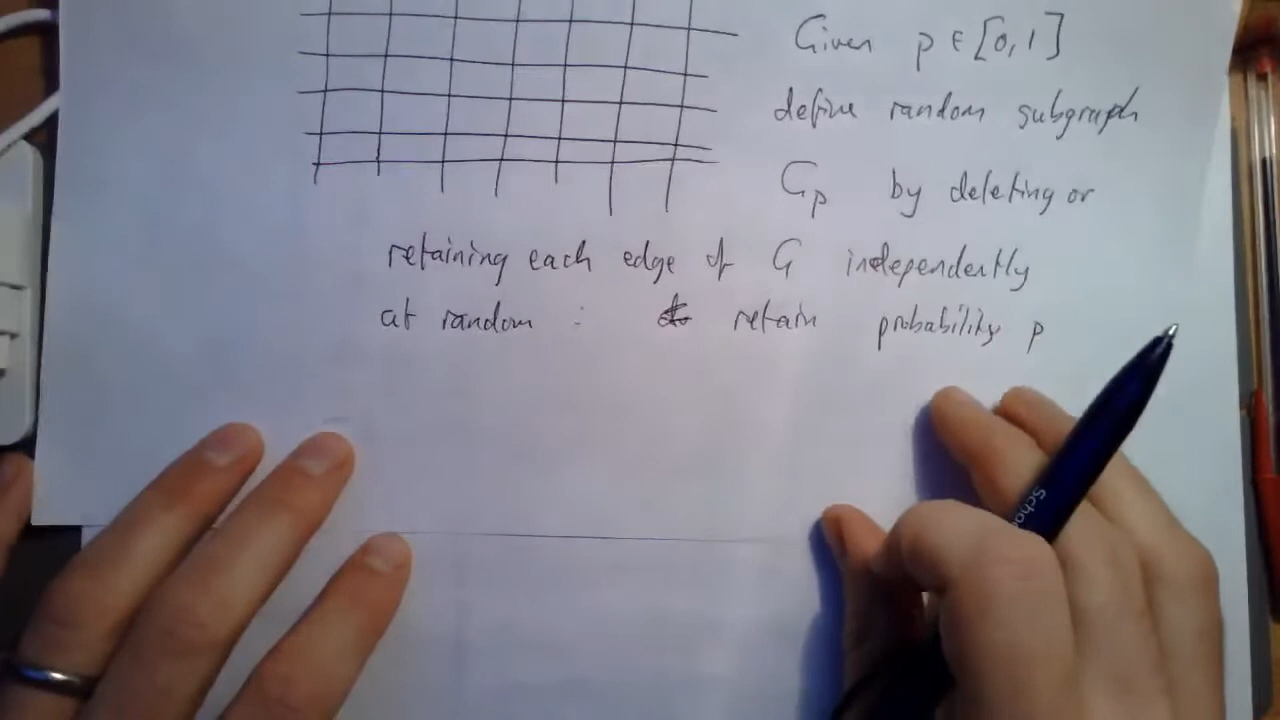 Given p ∈ [0,1]
define random subgraph
Gp by deleting or
retaining each edge of G independently
at random : retain probability p
Scho